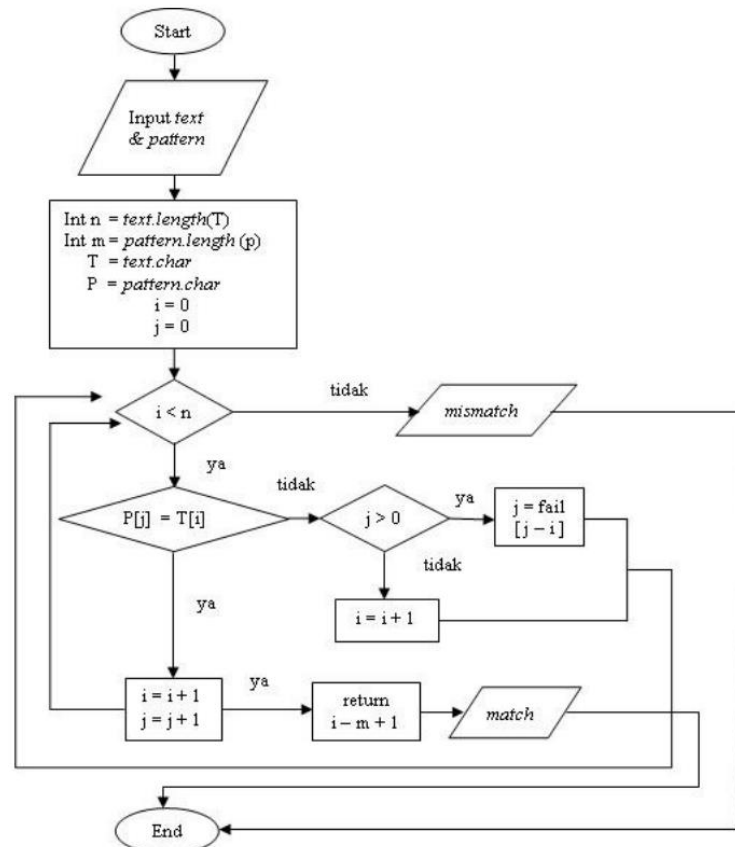 Start
Input text
& pattern
Int n = text.length(T)
Int m = pattern.length (p)
T = text.char
P = pattern.char
i = 0
j = 0
i < n
tidak
mismatch
ya
P[j] = T[i]
tidak
j > 0
ya
j = fail
[ j – i ]
tidak
i = i + 1
ya
i = i + 1
j = j + 1
ya
return
i – m + 1
match
End